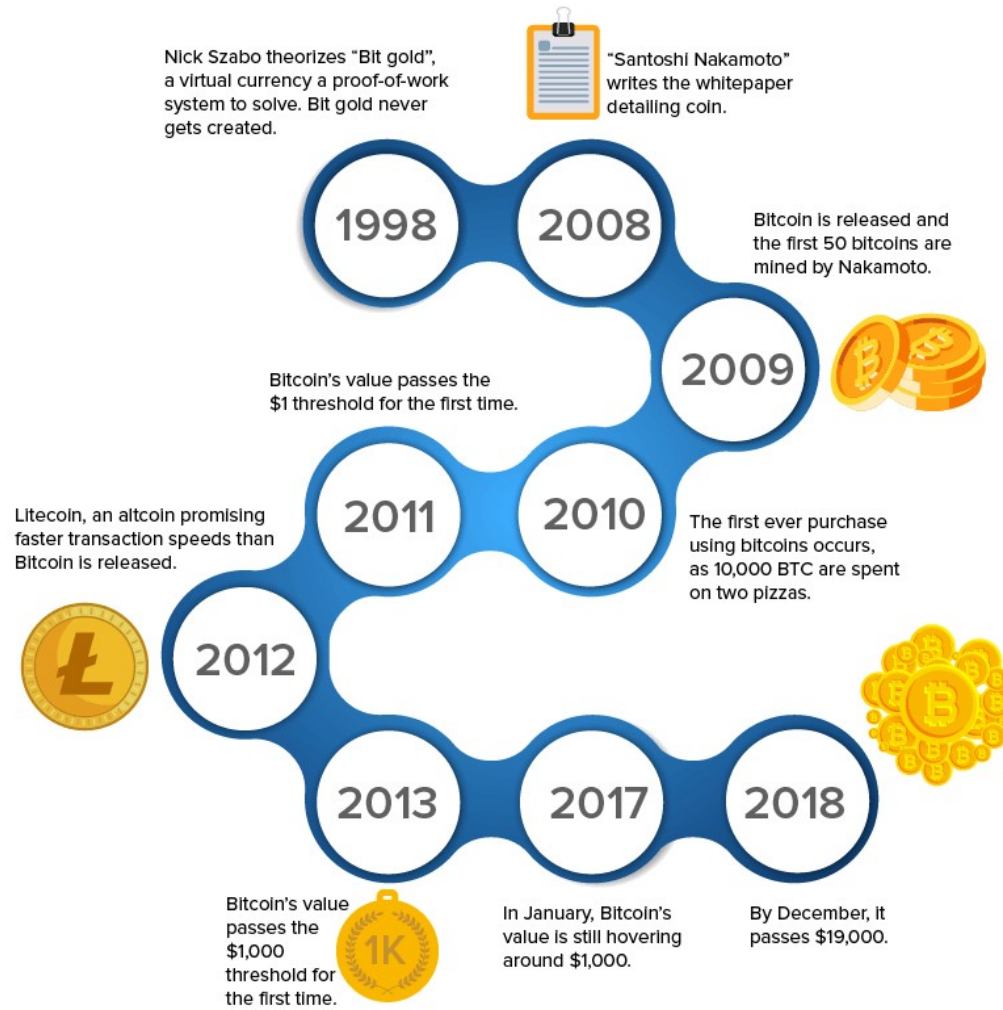 Nick Szabo theorizes “Bit gold”,
a virtual currency a proof-of-work
system to solve. Bit gold never
gets created.
“Santoshi Nakamoto”
writes the whitepaper
detailing coin.
1998
2008
Bitcoin is released and
the first 50 bitcoins are
mined by Nakamoto.
2009
Bitcoin’s value passes the
$1 threshold for the first time.
2011
2010
The first ever purchase
using bitcoins occurs,
as 10,000 BTC are spent
on two pizzas.
Litecoin, an altcoin promising
faster transaction speeds than
Bitcoin is released.
2012
2013
2017
2018
Bitcoin’s value
passes the
$1,000
threshold for
the first time.
1K
In January, Bitcoin’s
value is still hovering
around $1,000.
By December, it
passes $19,000.